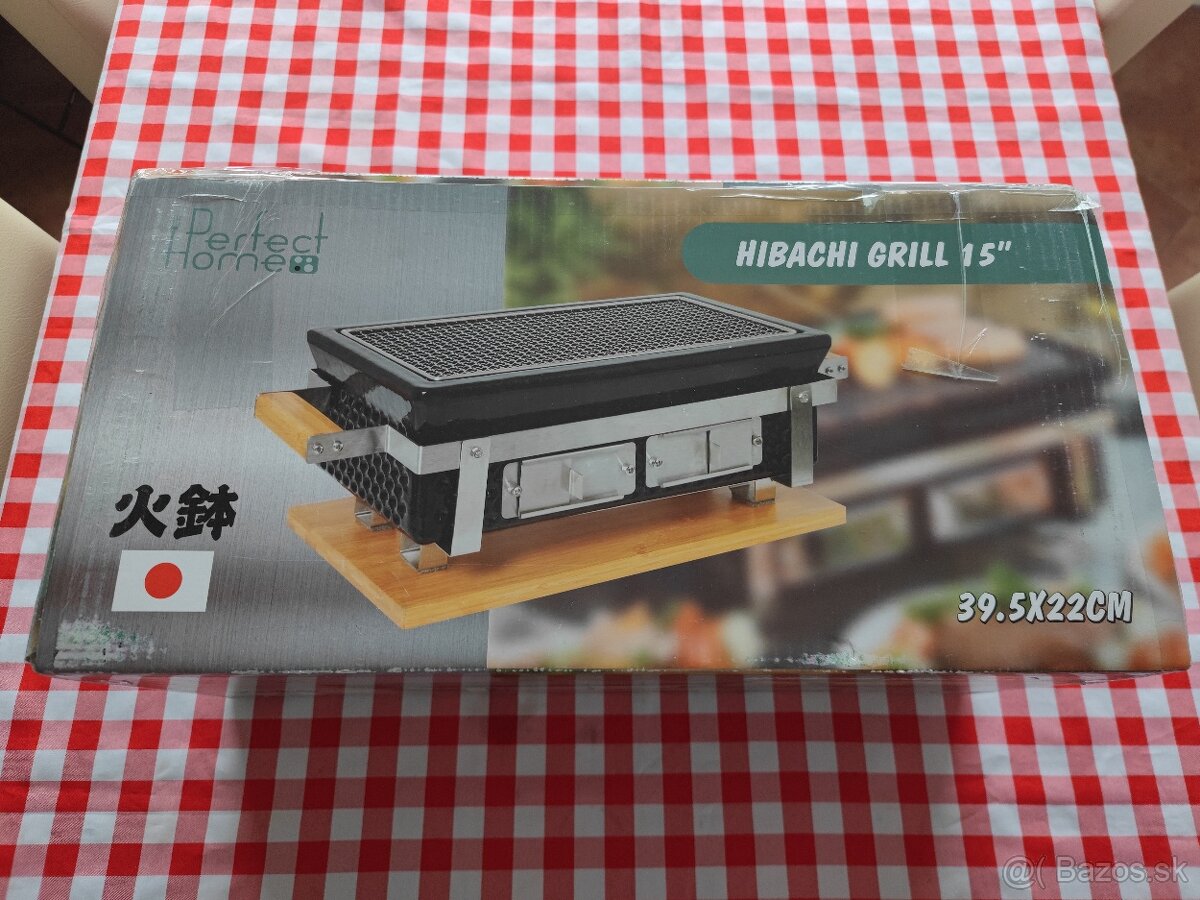 Perfect
Home
HIBACHI GRILL 15"
火鉢
39.5X22CM
@( Bazos.sk